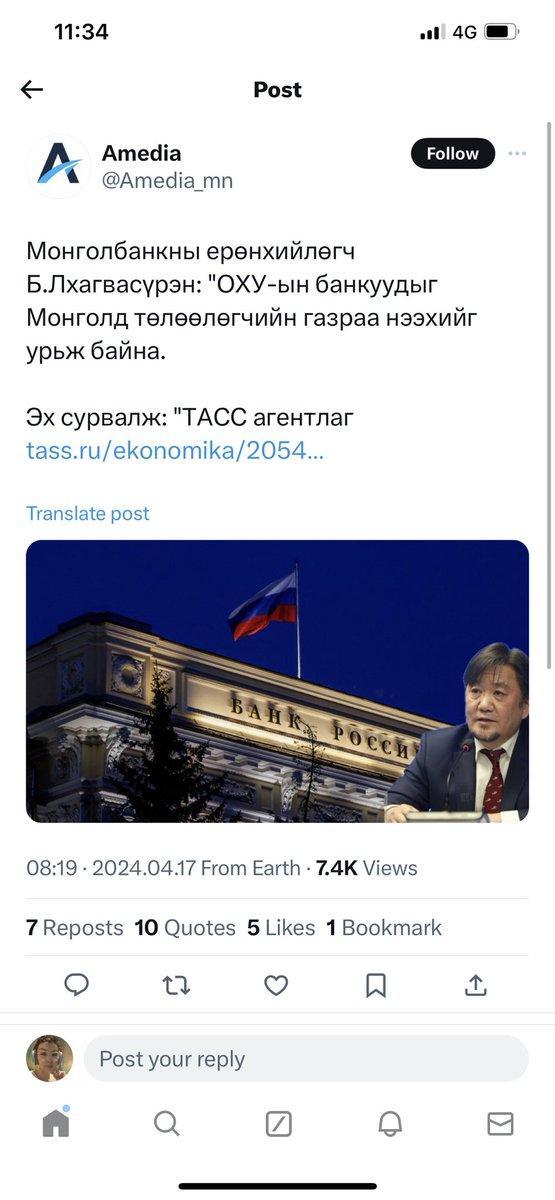 11:34
4G
Post
Amedia
@Amedia_mn
Follow
Монголбанкны ерөнхийлөгч
Б.Лхагвасүрэн: "ОХУ-ын банкуудыг
Монголд төлөөлөгчийн газраа нээхийг
урьж байна.
Эх сурвалж: "ТАСС агентлаг
tass.ru/ekonomika/2054...
Translate post
БАНК РОССИ
08:19 · 2024.04.17 From Earth · 7.4K Views
7 Reposts 10 Quotes 5 Likes 1 Bookmark
Post your reply